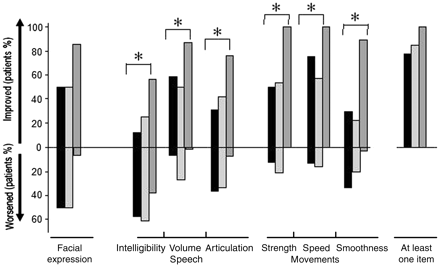 Improved (patients %)
Worsened (patients %)
100
80
60
40
20
0
20
40
60
* * * * * *
Facial
expression
Intelligibility Volume Articulation
Speech
Strength Speed Smoothness
Movements
At least
one item